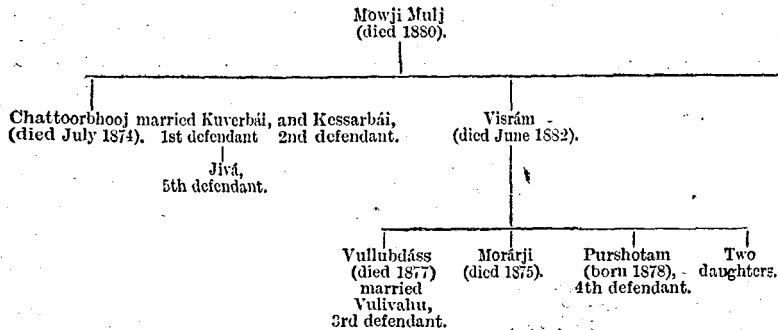 Mowji Mulj
(died 1880).
Chattoorbhooj married Kuverbái, and Kessarbái,
(died July 1874). 1st defendant 2nd defendant.
Jivá,
5th defendant.
Visrám
(died June 1882).
Vullubdáss
(died 1877)
married
Vulivahu,
3rd defendant.
Morárji
(died 1875).
Purshotam
(born 1878),
4th defendant.
Two
daughters.